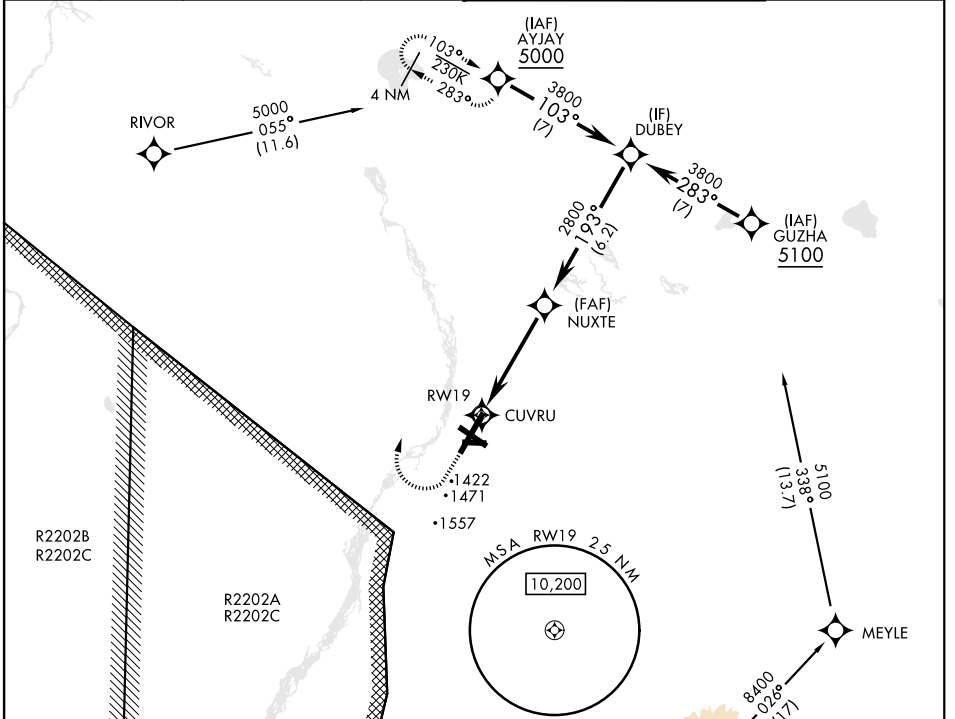 (IAF)
AYJAY
5000
103°
230K
283°
4 NM
3800
103°
(7)
(IF)
DUBEY
RIVOR
5000
055°
(11.6)
3800
283°
(7)
(IAF)
GUZHA
5100
2800
193°
(6.2)
(FAF)
NUXTE
RW19
CUVRU
1422
1471
1557
5100
338°
(13.7)
R2202B
R2202C
R2202A
R2202C
MSA RW19 25 NM
10,200
MEYLE
8400
026°
(17)